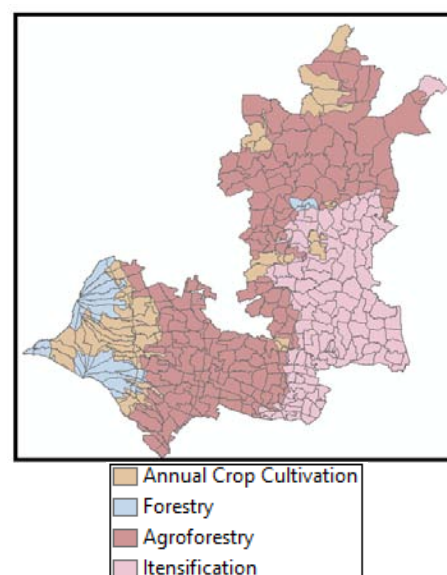 Annual Crop Cultivation
Forestry
Agroforestry
Itensification